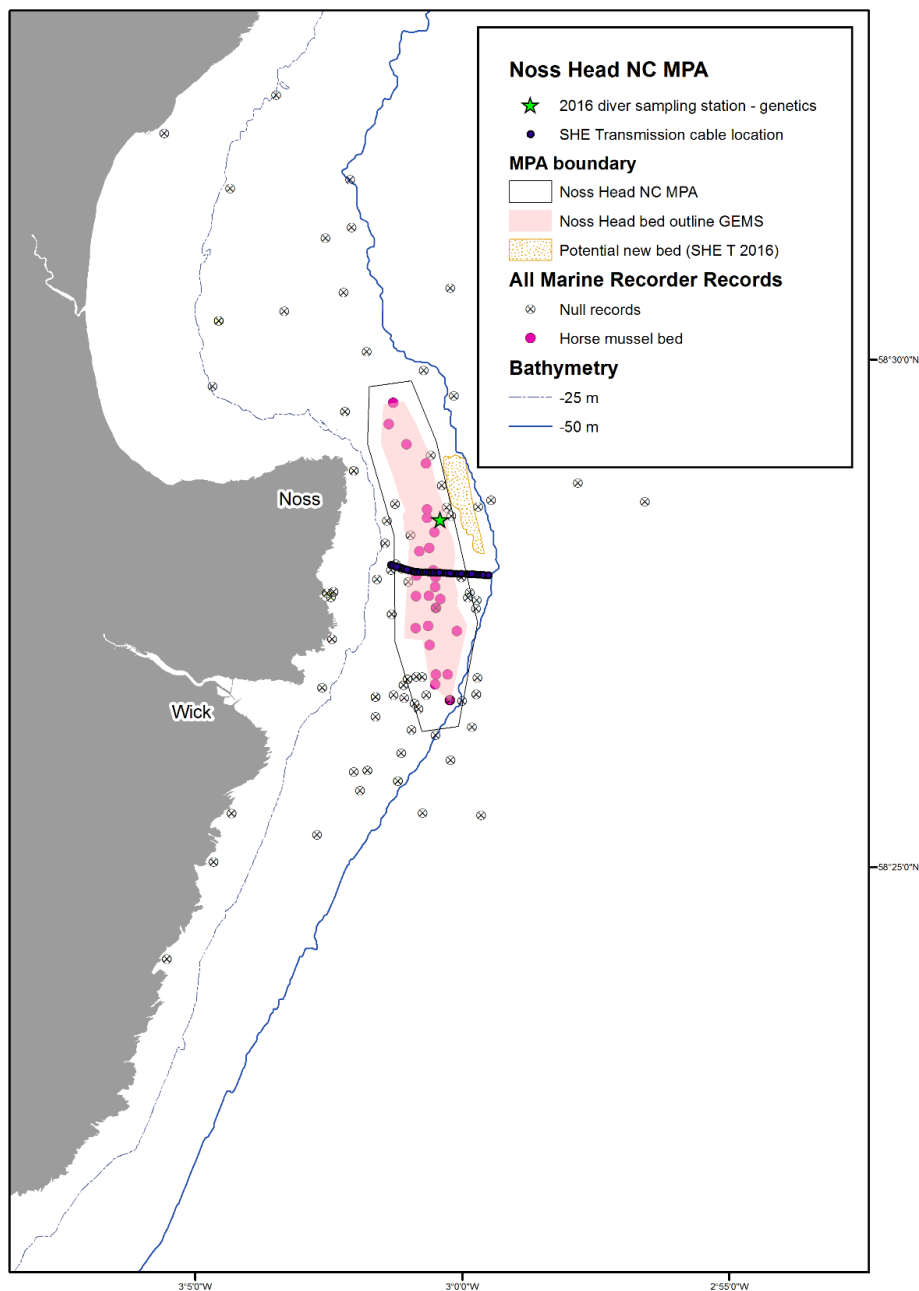 Noss Head NC MPA
2016 diver sampling station - genetics
SHE Transmission cable location
MPA boundary
Noss Head NC MPA
Noss Head bed outline GEMS
Potential new bed (SHE T 2016)
All Marine Recorder Records
Null records
Horse mussel bed
Bathymetry
-25 m
-50 m
58°30'0"N
Noss
Wick
58°25'0"N
3°5'0"W
3°0'0"W
2°55'0"W